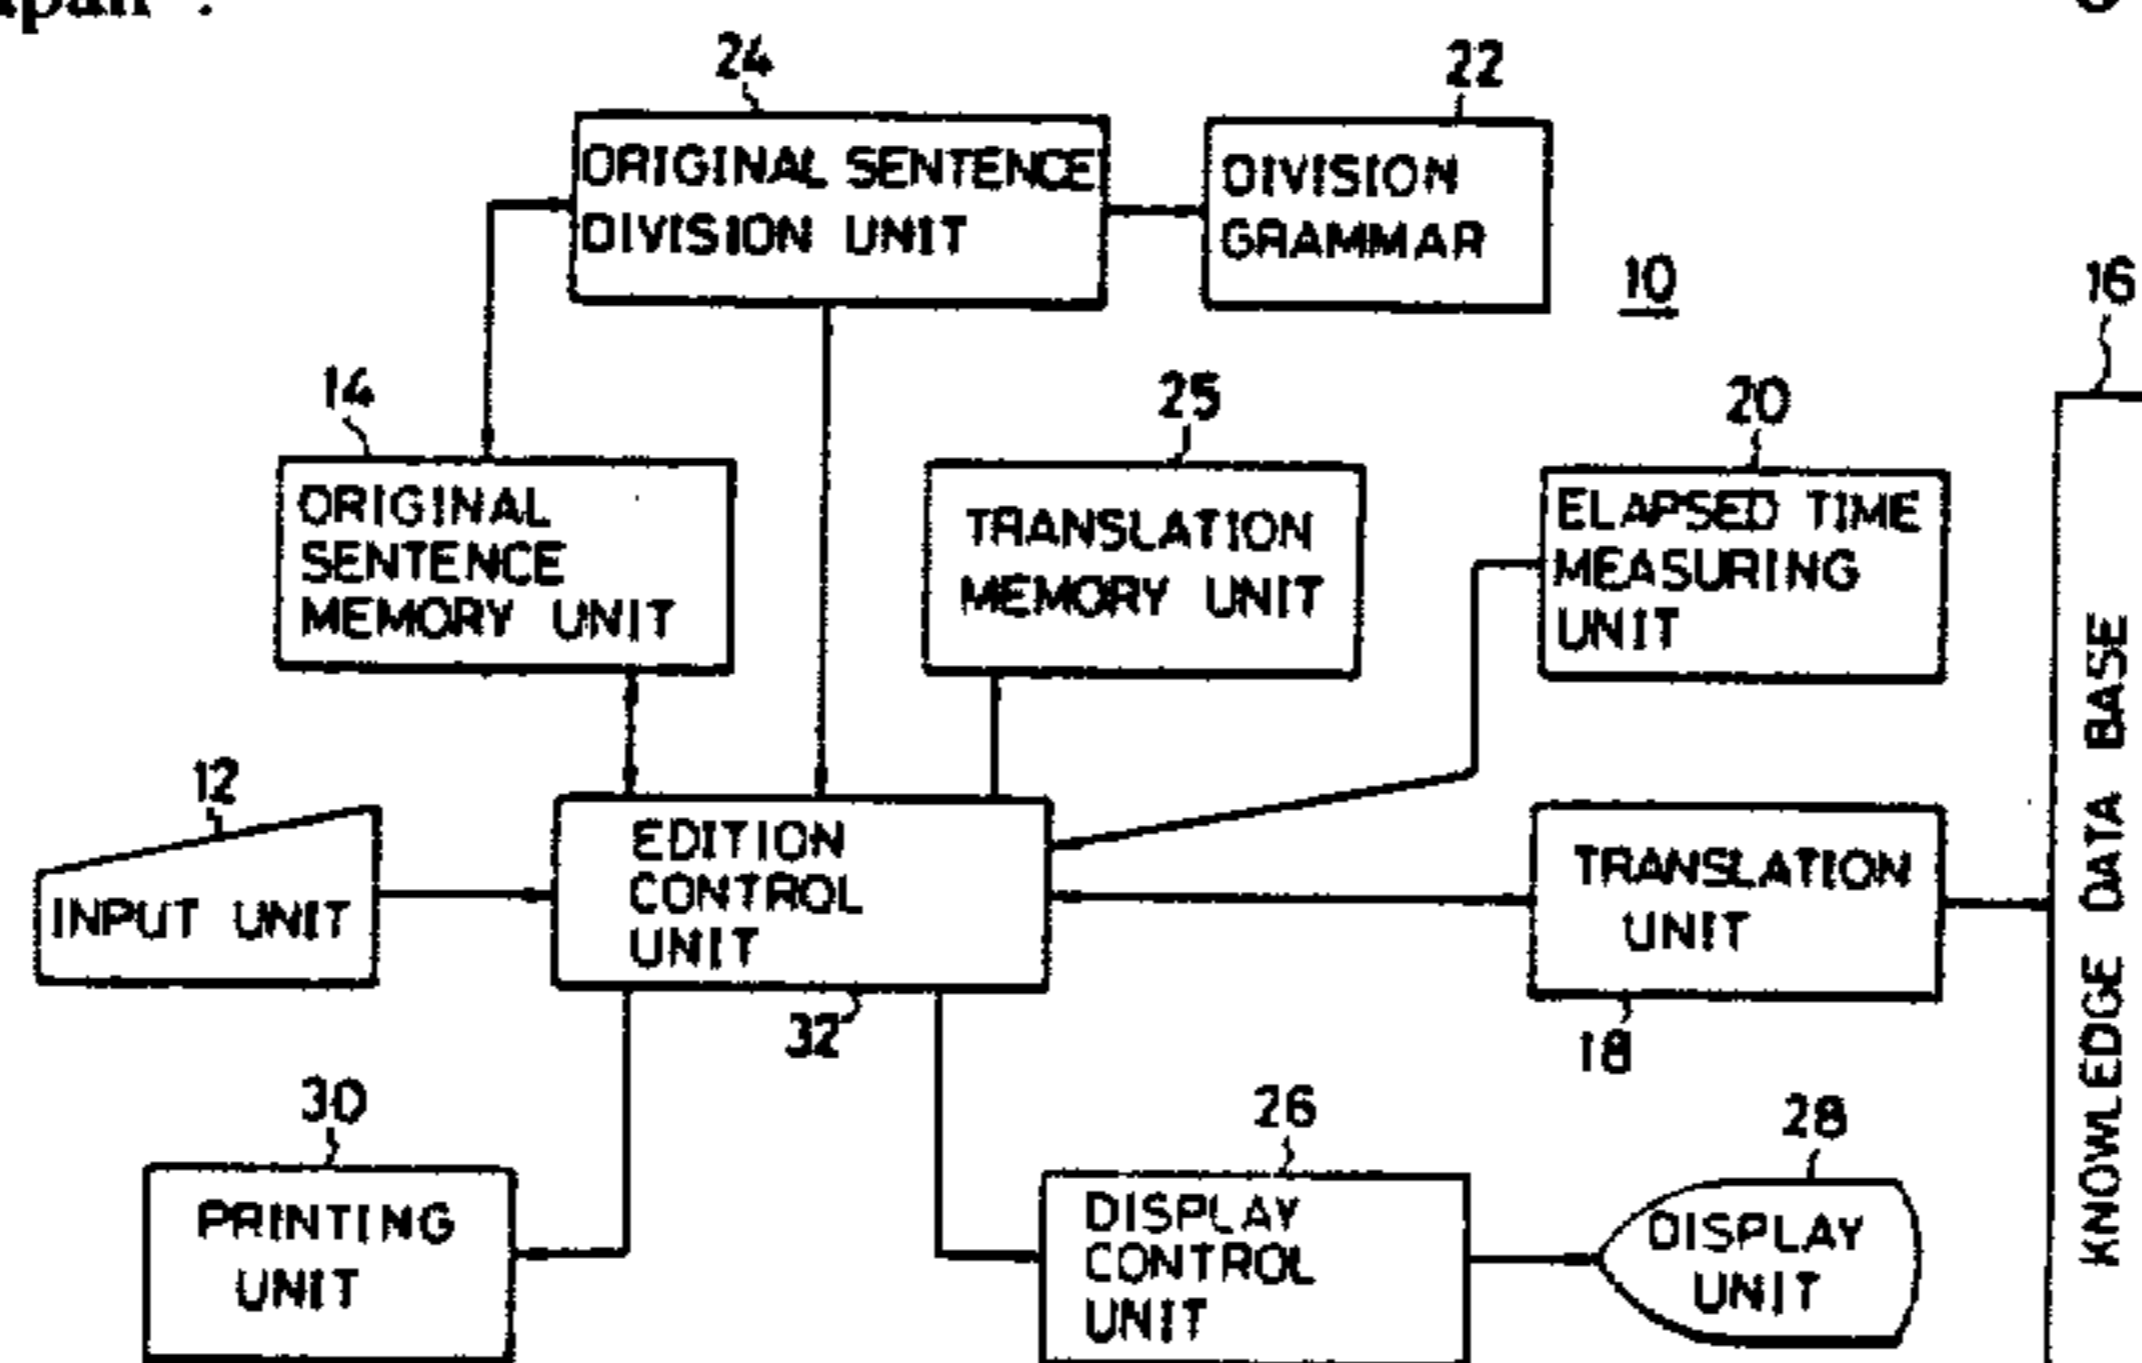 24
22
ORIGINAL SENTENCE
DIVISION UNIT
DIVISION
GRAMMAR
10
16
14
25
20
ORIGINAL
SENTENCE
MEMORY UNIT
TRANSLATION
MEMORY UNIT
ELAPSED TIME
MEASURING
UNIT
KNOWLEDGE DATA BASE
12
INPUT UNIT
EDITION
CONTROL
UNIT
32
TRANSLATION
UNIT
18
30
PRINTING
UNIT
26
DISPLAY
CONTROL
UNIT
28
DISPLAY
UNIT